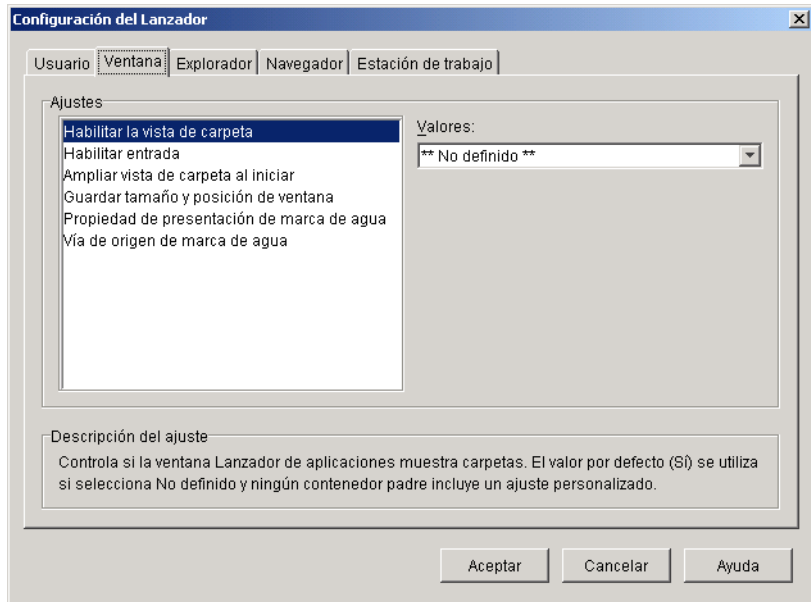 Configuración del Lanzador
Usuario Ventana Explorador Navegador Estación de trabajo
Ajustes
Habilitar la vista de carpeta
Habilitar entrada
Ampliar vista de carpeta al iniciar
Guardar tamaño y posición de ventana
Propiedad de presentación de marca de agua
Vía de origen de marca de agua
Valores:
** No definido **
Descripción del ajuste
Controla si la ventana Lanzador de aplicaciones muestra carpetas. El valor por defecto (Sí) se utiliza
si selecciona No definido y ningún contenedor padre incluye un ajuste personalizado.
Aceptar Cancelar Ayuda